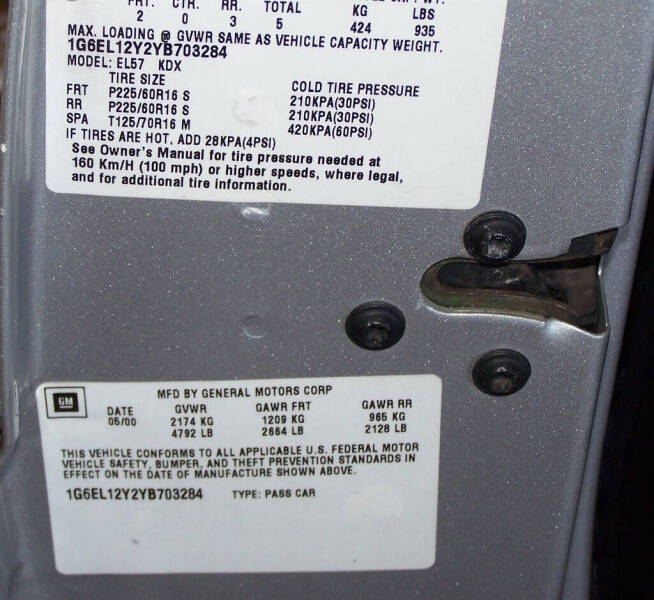 FRT. CTR. RR. TOTAL KG LBS
2 0 3 5 424 935
MAX. LOADING @ GVWR SAME AS VEHICLE CAPACITY WEIGHT.
1G6EL12Y2YB703284
MODEL: EL57 KDX
TIRE SIZE COLD TIRE PRESSURE
FRT P225/60R16 S 210KPA(30PSI)
RR P225/60R16 S 210KPA(30PSI)
SPA T125/70R16 M 420KPA(60PSI)
IF TIRES ARE HOT, ADD 28KPA(4PSI)
See Owner's Manual for tire pressure needed at
160 Km/H (100 mph) or higher speeds, where legal,
and for additional tire information.
GM
MFD BY GENERAL MOTORS CORP
DATE GVWR GAWR FRT GAWR RR
05/00 2174 KG 1209 KG 965 KG
4792 LB 2664 LB 2128 LB
THIS VEHICLE CONFORMS TO ALL APPLICABLE U.S. FEDERAL MOTOR
VEHICLE SAFETY, BUMPER, AND THEFT PREVENTION STANDARDS IN
EFFECT ON THE DATE OF MANUFACTURE SHOWN ABOVE.
1G6EL12Y2YB703284 TYPE: PASS CAR